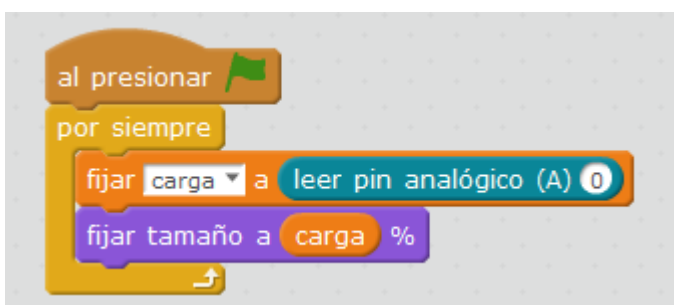 al presionar
por siempre
fijar carga a leer pin analógico (A) 0
fijar tamaño a carga %